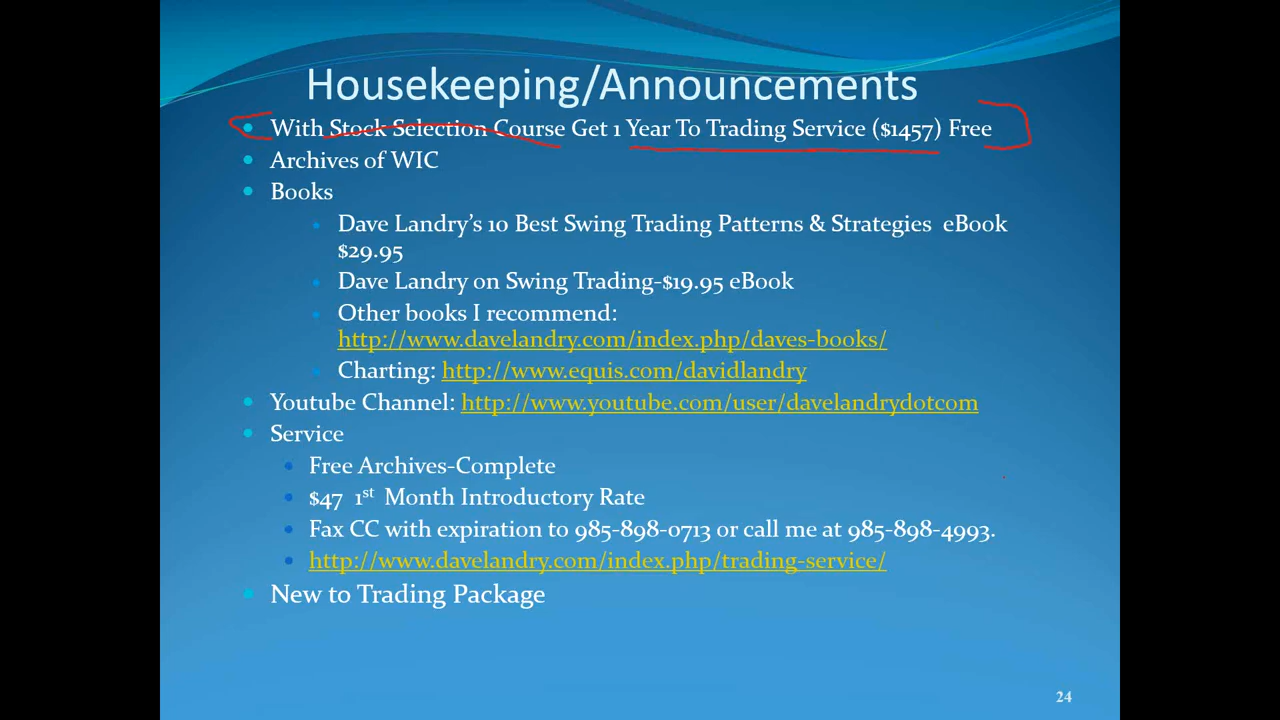 Housekeeping/Announcements
With Stock Selection Course Get 1 Year To Trading Service ($1457) Free
Archives of WIC
Books
Dave Landry's 10 Best Swing Trading Patterns & Strategies eBook
$29.95
Dave Landry on Swing Trading-$19.95 eBook
Other books I recommend:
http://www.davelandry.com/index.php/daves-books/
Charting: http://www.equis.com/davidlandry
Youtube Channel: http://www.youtube.com/user/davelandrydotcom
Service
Free Archives-Complete
$47 1st Month Introductory Rate
Fax CC with expiration to 985-898-0713 or call me at 985-898-4993.
http://www.davelandry.com/index.php/trading-service/
New to Trading Package
24